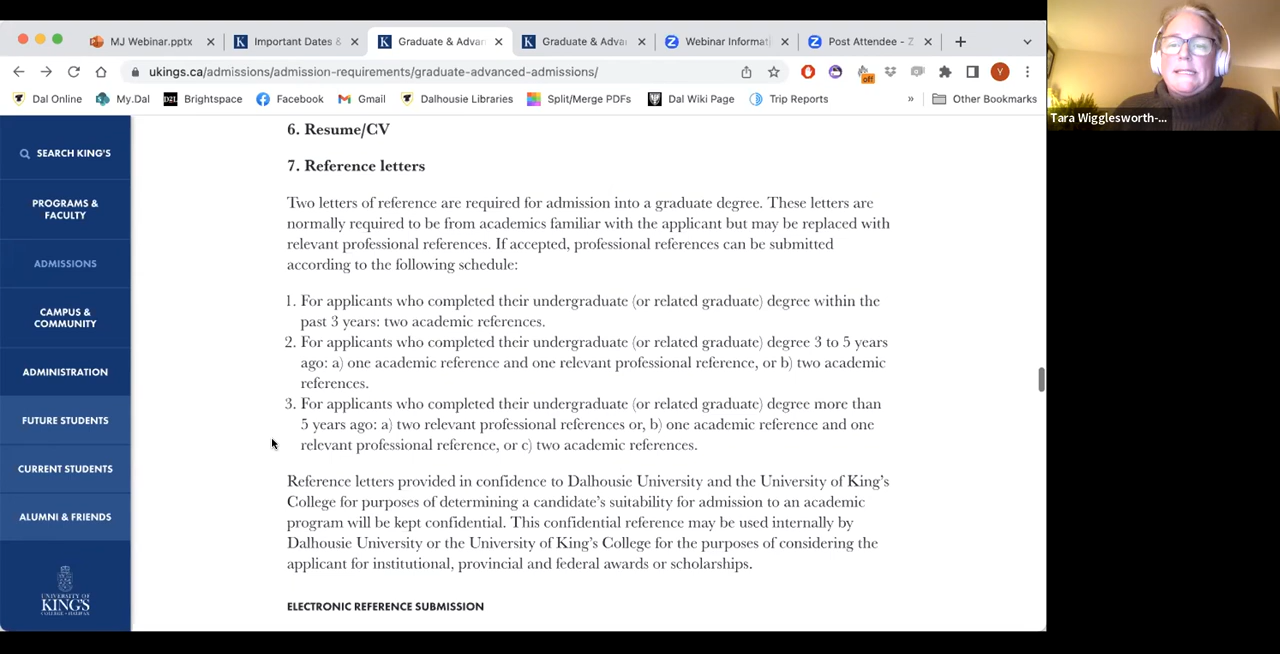 MJ Webinar.pptx
Important Dates &
Graduate & Advan
Graduate & Advan
Webinar Informati
Post Attendee - Z
ukings.ca/admissions/admission-requirements/graduate-advanced-admissions/
off
Y
Dal Online
My.Dal
D2L
Brightspace
Facebook
Gmail
Dalhousie Libraries
Split/Merge PDFs
Dal Wiki Page
Trip Reports
»
Other Bookmarks
Tara Wigglesworth-...
SEARCH KING'S
PROGRAMS &
FACULTY
ADMISSIONS
CAMPUS &
COMMUNITY
ADMINISTRATION
FUTURE STUDENTS
CURRENT STUDENTS
ALUMNI & FRIENDS
UNIVERSITY OF
KING'S
COLLEGE · HALIFAX
6. Resume/CV
7. Reference letters
Two letters of reference are required for admission into a graduate degree. These letters are
normally required to be from academics familiar with the applicant but may be replaced with
relevant professional references. If accepted, professional references can be submitted
according to the following schedule:
1. For applicants who completed their undergraduate (or related graduate) degree within the
past 3 years: two academic references.
2. For applicants who completed their undergraduate (or related graduate) degree 3 to 5 years
ago: a) one academic reference and one relevant professional reference, or b) two academic
references.
3. For applicants who completed their undergraduate (or related graduate) degree more than
5 years ago: a) two relevant professional references or, b) one academic reference and one
relevant professional reference, or c) two academic references.
Reference letters provided in confidence to Dalhousie University and the University of King's
College for purposes of determining a candidate's suitability for admission to an academic
program will be kept confidential. This confidential reference may be used internally by
Dalhousie University or the University of King's College for the purposes of considering the
applicant for institutional, provincial and federal awards or scholarships.
ELECTRONIC REFERENCE SUBMISSION